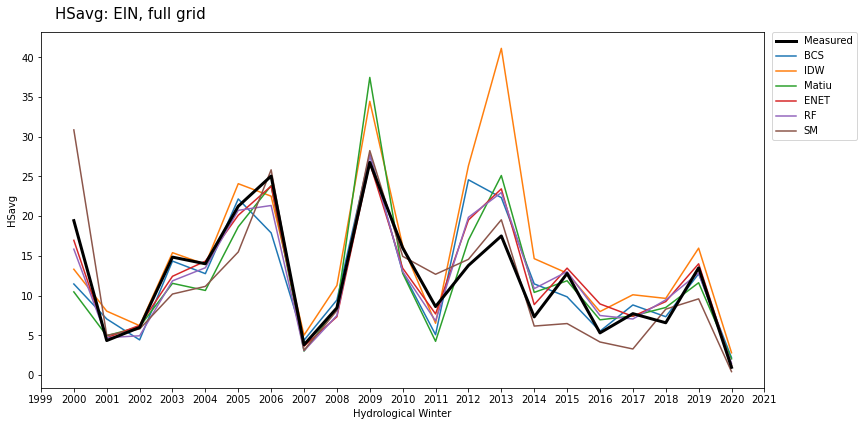 HSavg: EIN, full grid
Measured
BCS
IDW
Matiu
ENET
RF
SM
HSavg
40
35
30
25
20
15
10
5
0
1999 2000 2001 2002 2003 2004 2005 2006 2007 2008 2009 2010 2011 2012 2013 2014 2015 2016 2017 2018 2019 2020 2021
Hydrological Winter